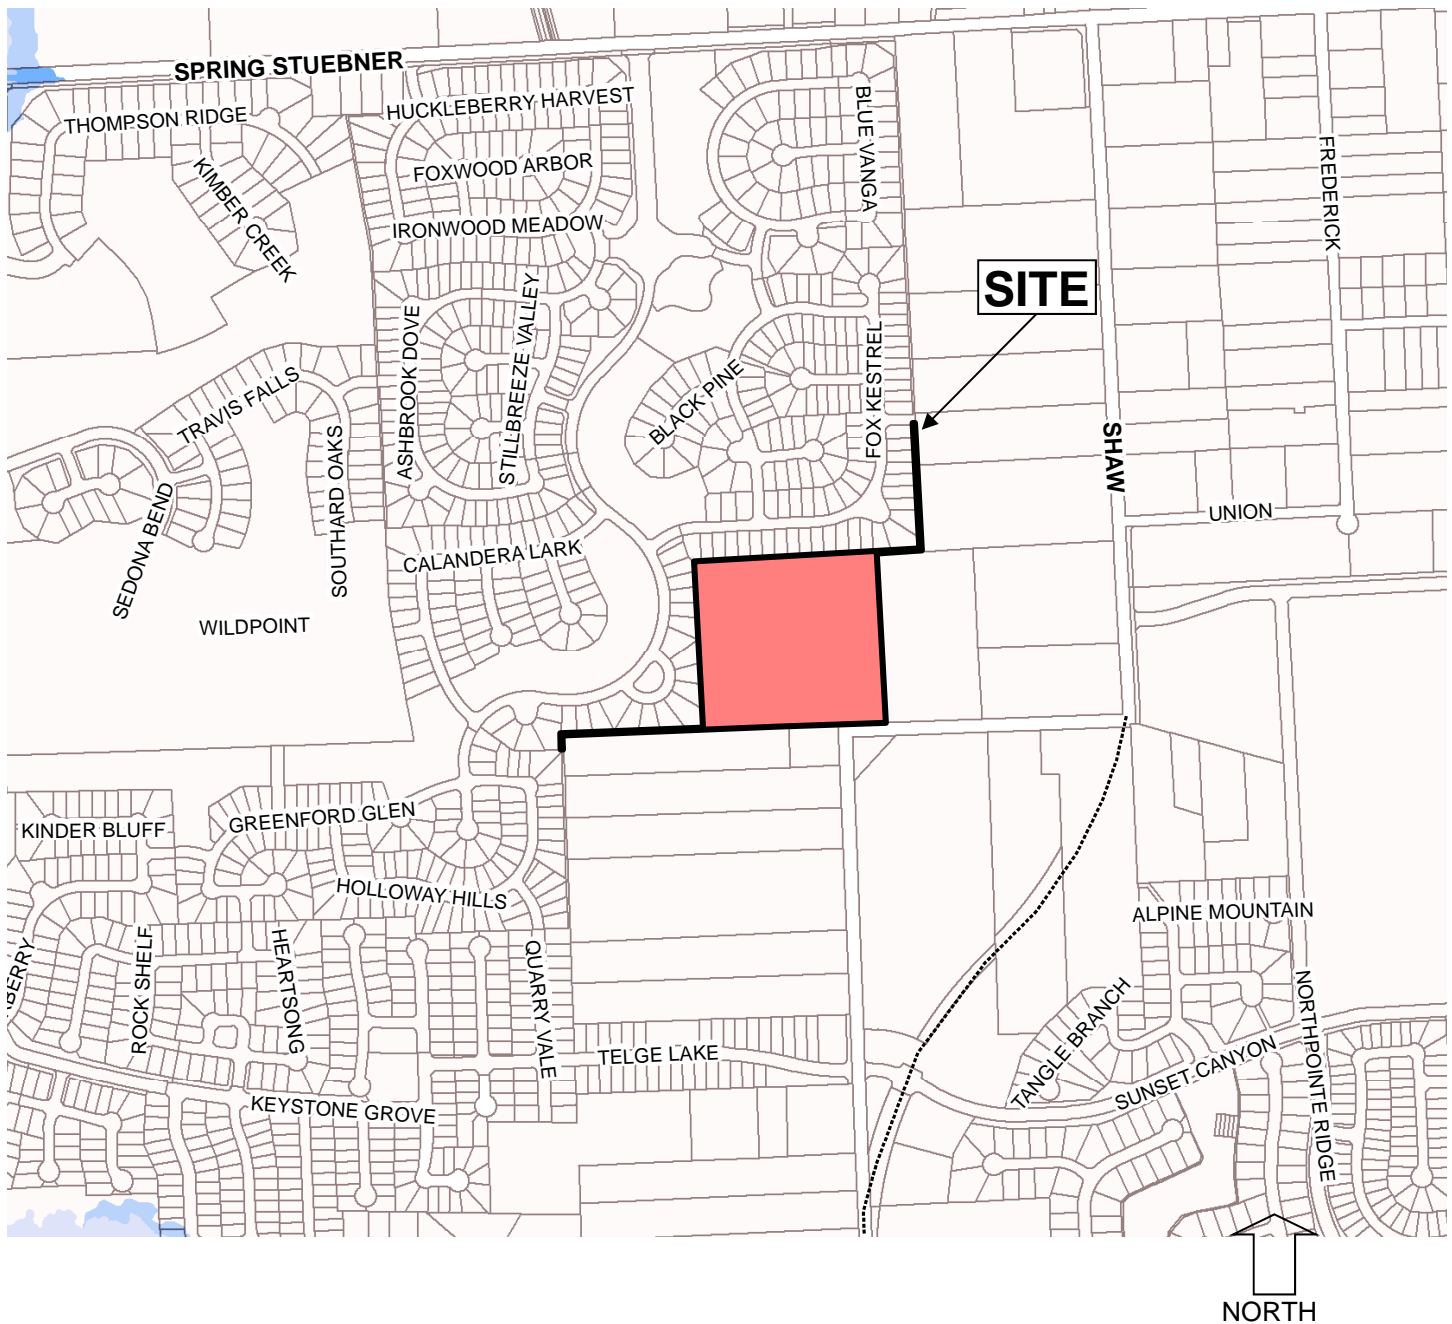 SPRING STUEBNER
HUCKLEBERRY HARVEST
THOMPSON RIDGE
BLUE VANGA
FOXWOOD ARBOR
KIMBER CREEK
FREDERICK
IRONWOOD MEADOW
SITE
STILLBREEZE VALLEY
ASHBROOK DOVE
FOX KESTREL
BLACK PINE
TRAVIS FALLS
SOUTHARD OAKS
SHAW
SEDONA BEND
UNION
CALANDERA LARK
WILDPOINT
GREENFORD GLEN
KINDER BLUFF
HOLLOWAY HILLS
ALPINE MOUNTAIN
ROCK SHELF
HEARTSONG
QUARRY VALE
BERRY
NORTHPOINTE RIDGE
TANGLE BRANCH
TELGE LAKE
SUNSET CANYON
KEYSTONE GROVE
NORTH